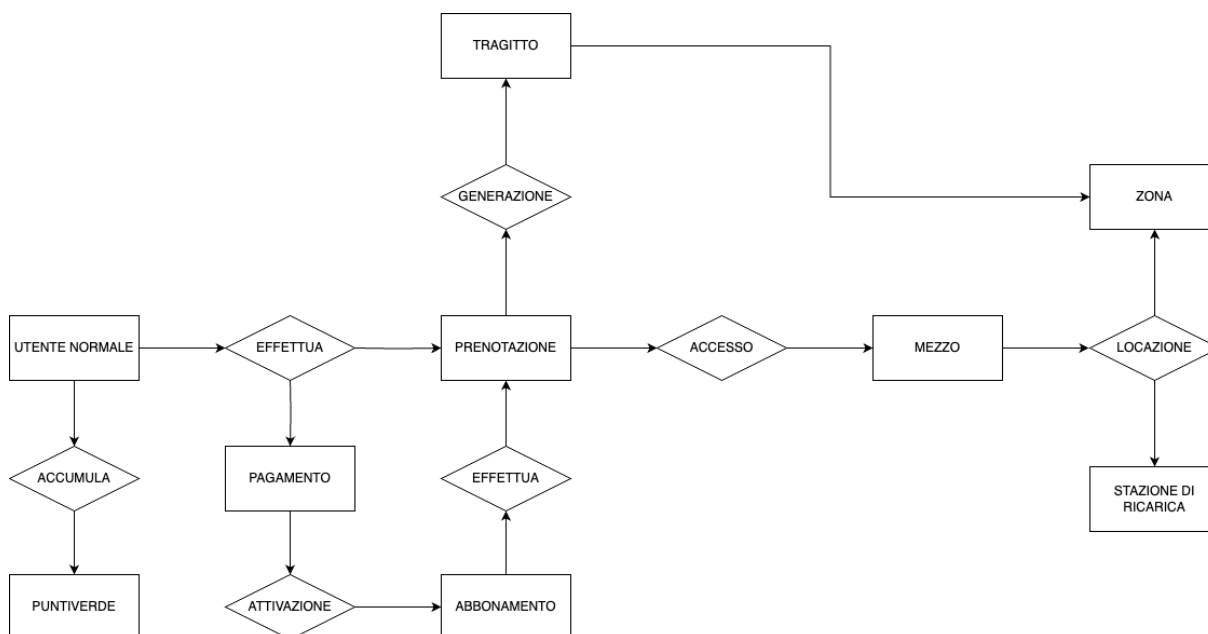 TRAGITTO
GENERAZIONE
ZONA
UTENTE NORMALE
EFFETTUA
PRENOTAZIONE
ACCESSO
MEZZO
LOCAZIONE
ACCUMULA
PAGAMENTO
EFFETTUA
STAZIONE DI
RICARICA
PUNTIVERDE
ATTIVAZIONE
ABBONAMENTO